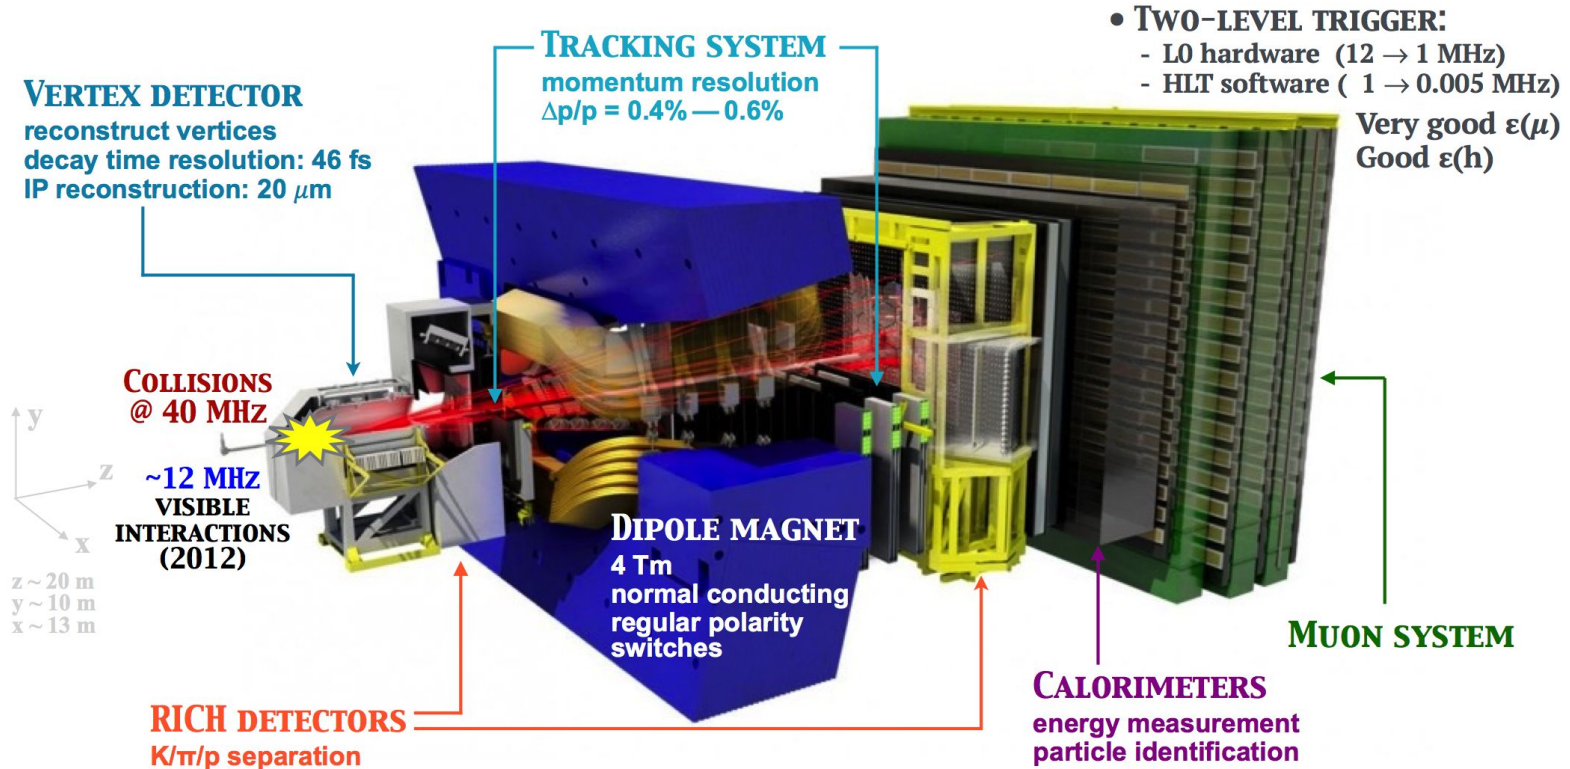 • Two-level trigger:
- L0 hardware (12 → 1 MHz)
- HLT software ( 1 → 0.005 MHz)
Very good ε(μ)
Good ε(h)
Tracking system
momentum resolution
Δp/p = 0.4% — 0.6%
Vertex detector
reconstruct vertices
decay time resolution: 46 fs
IP reconstruction: 20 μm
Collisions
@ 40 MHz
~12 MHz
visible
interactions
(2012)
y
z
x
z ~ 20 m
y ~ 10 m
x ~ 13 m
Dipole magnet
4 Tm
normal conducting
regular polarity
switches
Muon system
Calorimeters
energy measurement
particle identification
RICH detectors
K/π/p separation